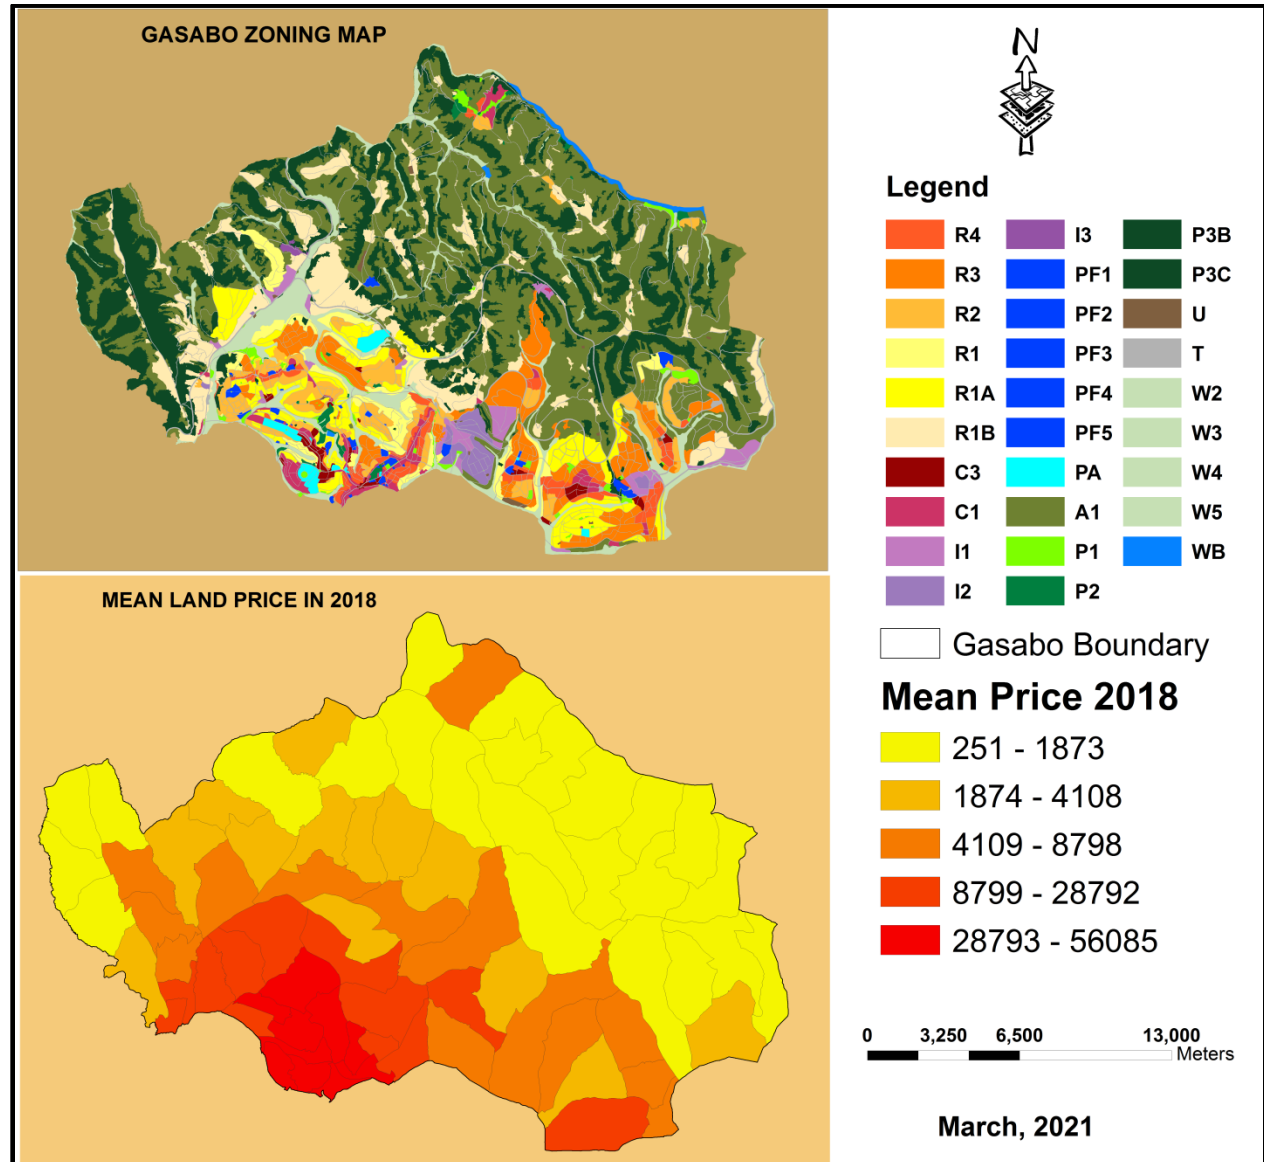 GASABO ZONING MAP
N
Legend
R4 I3 P3B
R3 PF1 P3C
R2 PF2 U
R1 PF3 T
R1A PF4 W2
R1B PF5 W3
C3 PA W4
C1 A1 W5
I1 P1 WB
I2 P2
Gasabo Boundary
MEAN LAND PRICE IN 2018
Mean Price 2018
251 - 1873
1874 - 4108
4109 - 8798
8799 - 28792
28793 - 56085
0 3,250 6,500 13,000
Meters
March, 2021